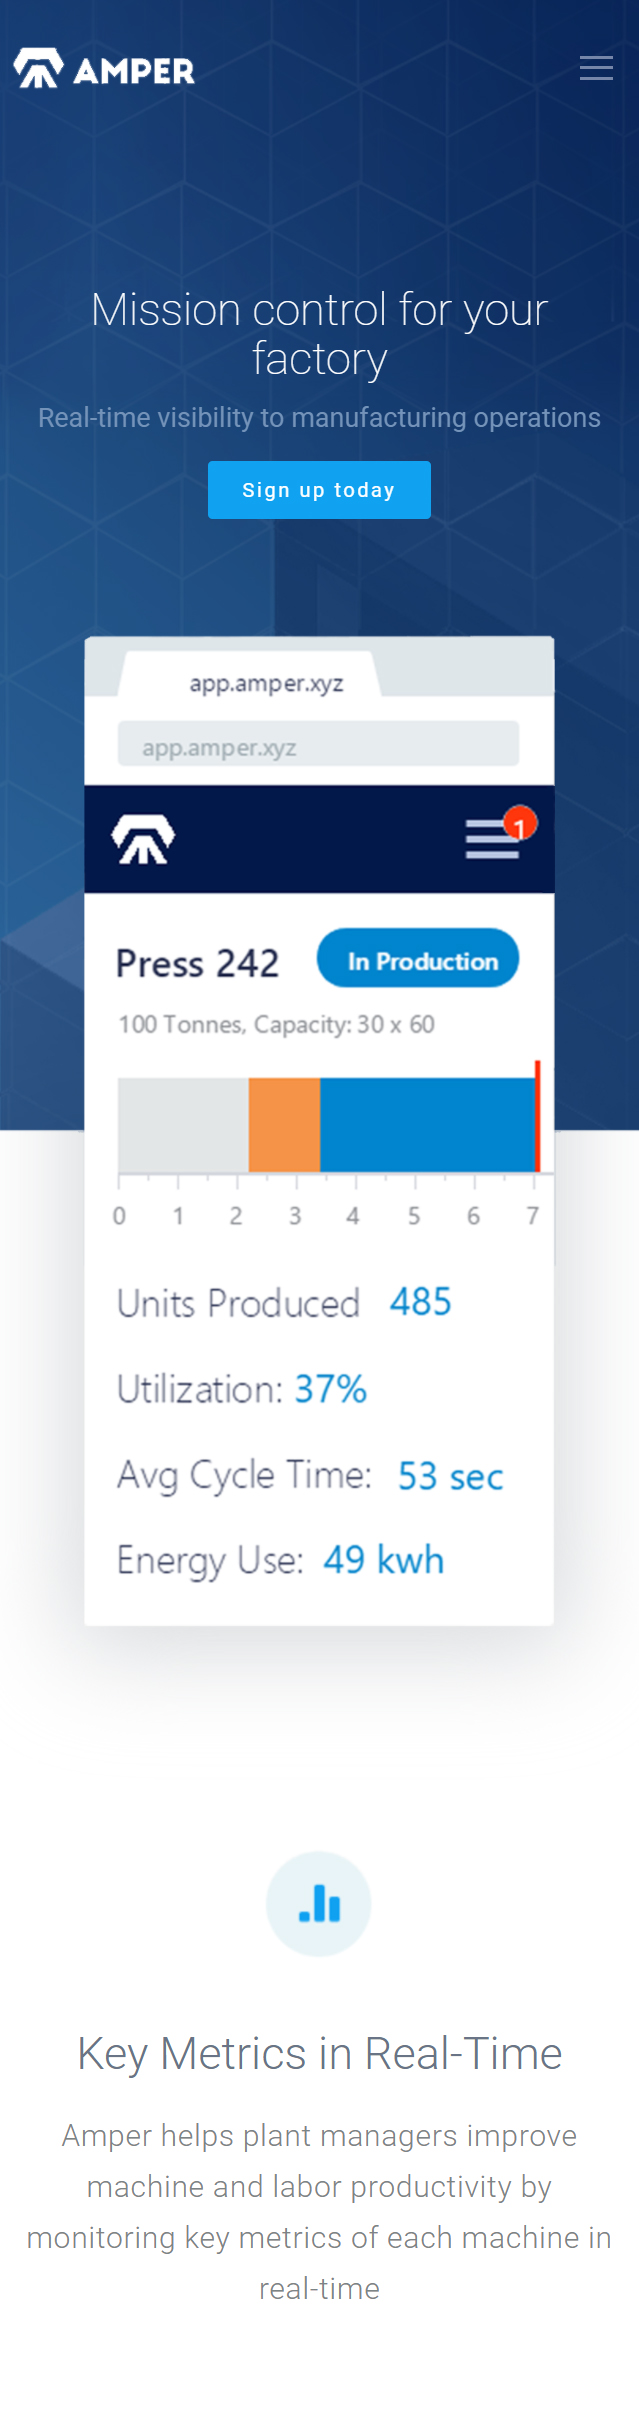 AMPER
Mission control for your
factory
Real-time visibility to manufacturing operations
Sign up today
app.amper.xyz
app.amper.xyz
1
Press 242
In Production
100 Tonnes, Capacity: 30 x 60
0 1 2 3 4 5 6 7
Units Produced 485
Utilization: 37%
Avg Cycle Time: 53 sec
Energy Use: 49 kwh
Key Metrics in Real-Time
Amper helps plant managers improve
machine and labor productivity by
monitoring key metrics of each machine in
real-time